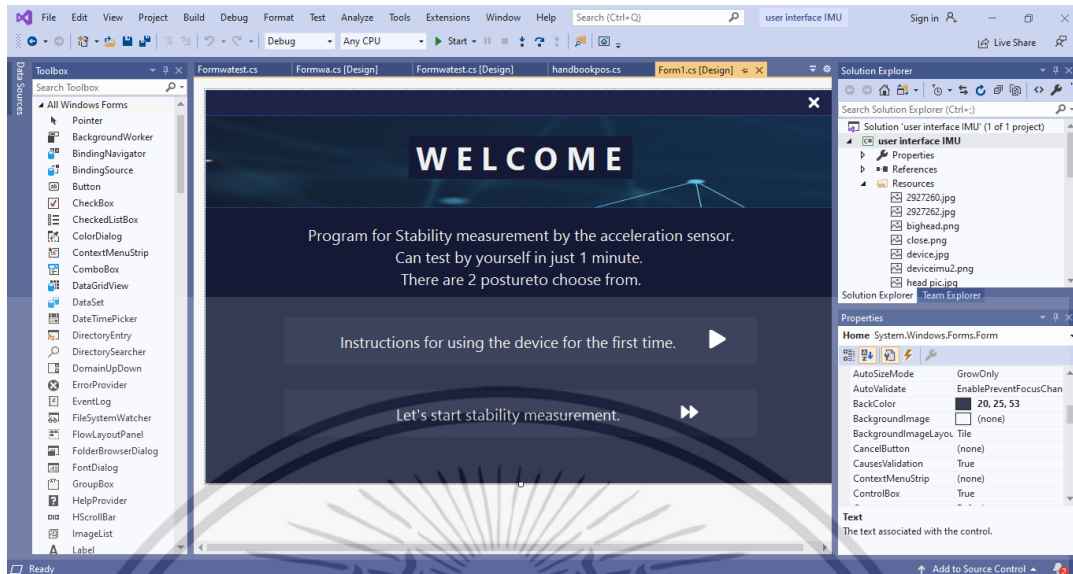 File Edit View Project Build Debug Format Test Analyze Tools Extensions Window Help Search (Ctrl+Q) user interface IMU Sign in
Debug Any CPU Start Live Share
Data Sources
Toolbox
Search Toolbox
All Windows Forms
Pointer
BackgroundWorker
BindingNavigator
BindingSource
Button
CheckBox
CheckedListBox
ColorDialog
ContextMenuStrip
ComboBox
DataGridView
DataSet
DateTimePicker
DirectoryEntry
DirectorySearcher
DomainUpDown
ErrorProvider
EventLog
FileSystemWatcher
FlowLayoutPanel
FolderBrowserDialog
FontDialog
GroupBox
HelpProvider
HScrollBar
ImageList
Label
Formwatest.cs Formwa.cs [Design] Formwatest.cs [Design] handbookpos.cs Form1.cs [Design]
WELCOME
Program for Stability measurement by the acceleration sensor.
Can test by yourself in just 1 minute.
There are 2 postureto choose from.
Instructions for using the device for the first time.
Let's start stability measurement.
Solution Explorer
Search Solution Explorer (Ctrl+;)
Solution 'user interface IMU' (1 of 1 project)
user interface IMU
Properties
References
Resources
2927260.jpg
2927262.jpg
bighead.png
close.png
device.jpg
deviceimu2.png
head pic.jpg
Solution Explorer Team Explorer
Properties
Home System.Windows.Forms.Form
AutoSizeMode GrowOnly
AutoValidate EnablePreventFocusChan
BackColor 20, 25, 53
BackgroundImage (none)
BackgroundImageLayou Tile
CancelButton (none)
CausesValidation True
ContextMenuStrip (none)
ControlBox True
Text
The text associated with the control.
Ready Add to Source Control 2